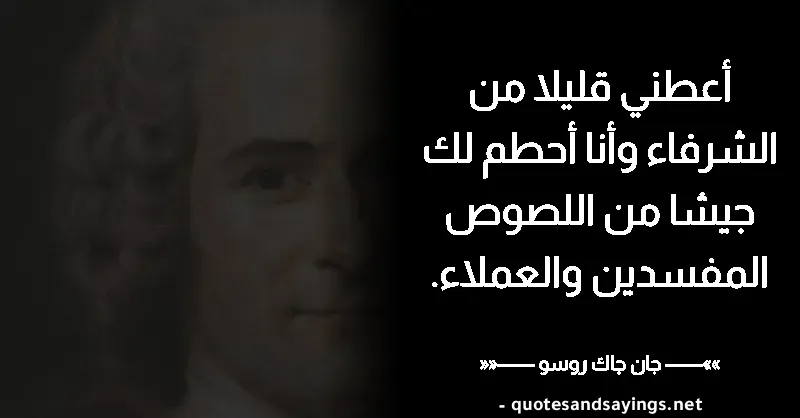 أعطني قليلا من
الشرفاء وأنا أحطم لك
جيشا من اللصوص
المفسدين والعملاء.
»»—— جان جاك روسو ——««
- quotesandsayings.net